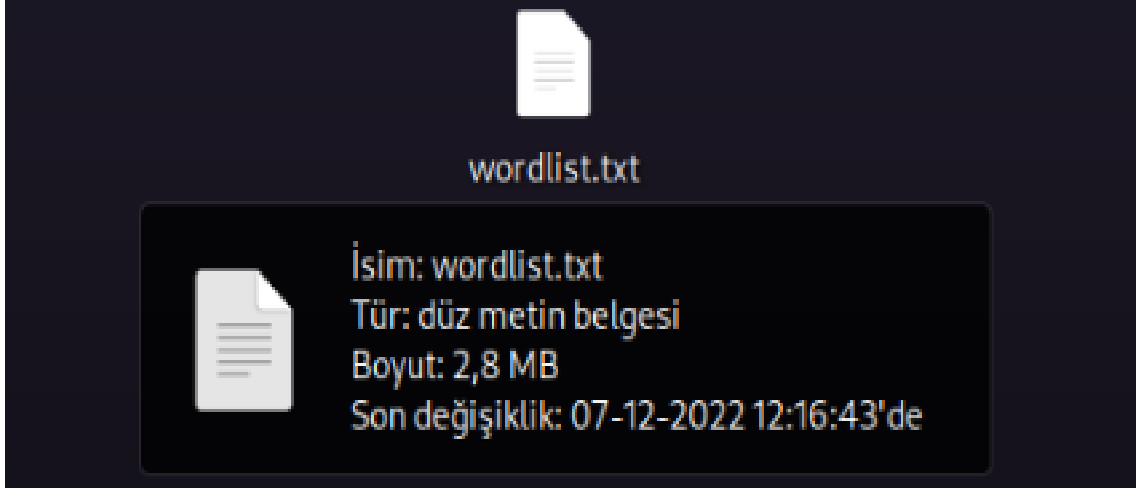 wordlist.txt
İsim: wordlist.txt
Tür: düz metin belgesi
Boyut: 2,8 MB
Son değişiklik: 07-12-2022 12:16:43'de